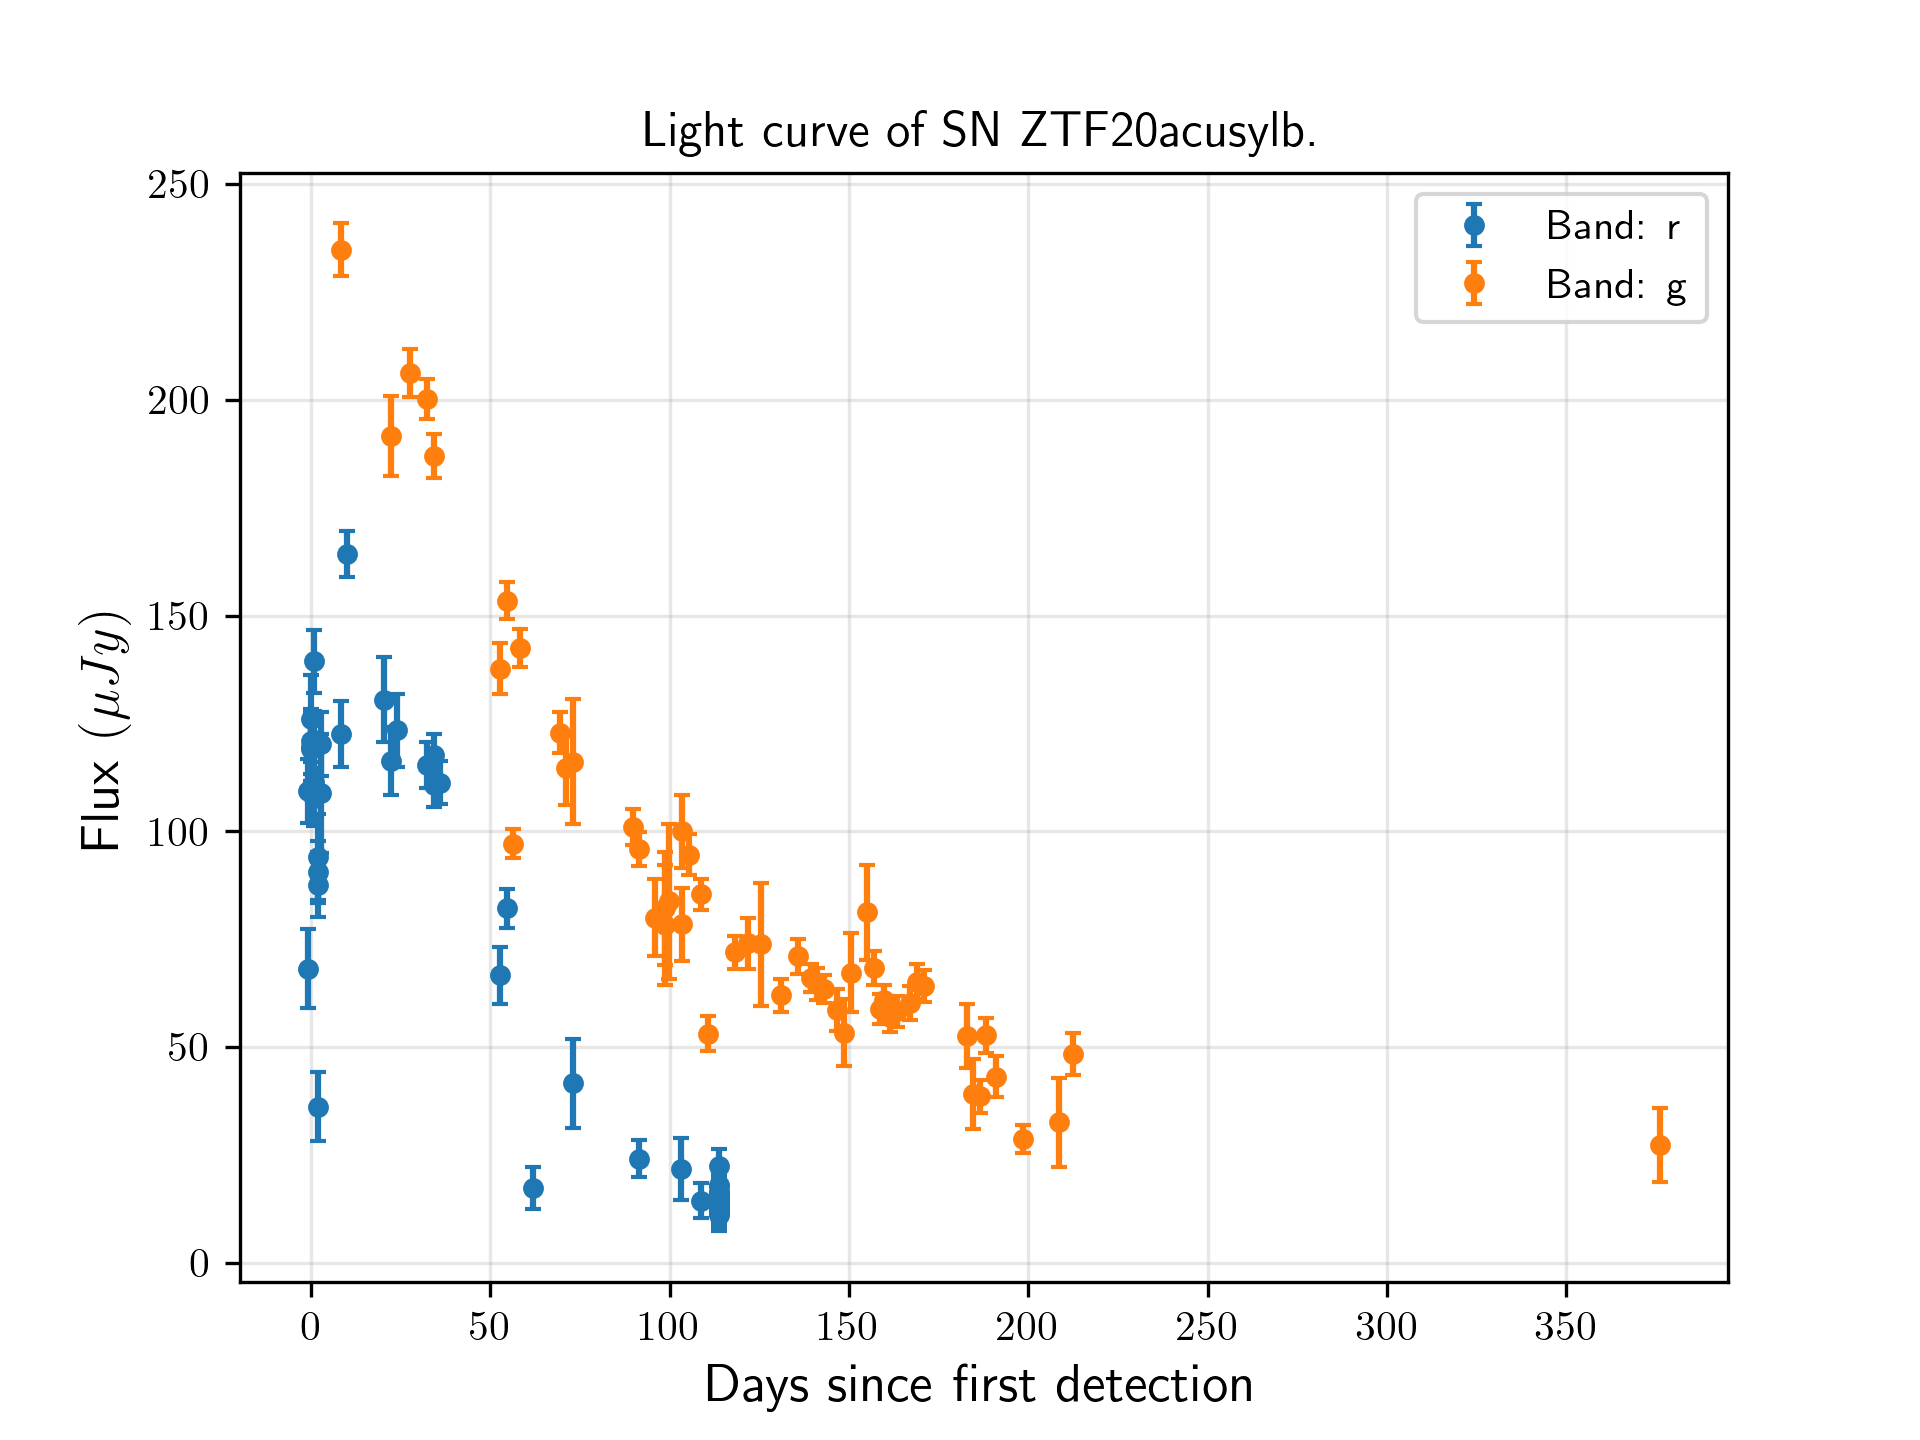 Light curve of SN ZTF20acusylb.
Band: r
Band: g
250
200
150
100
50
0
Flux (μJy)
0 50 100 150 200 250 300 350
Days since first detection